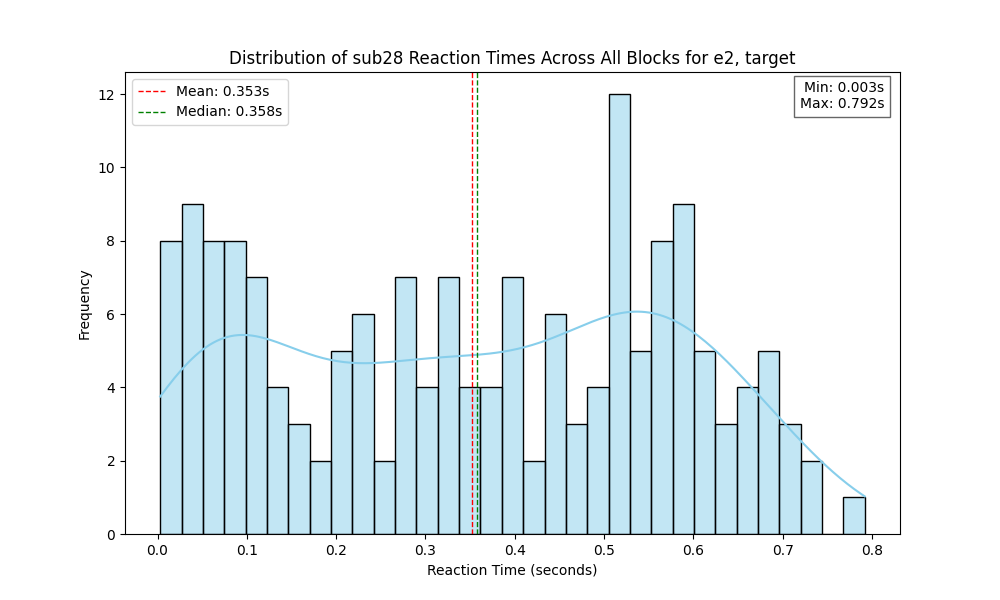 Distribution of sub28 Reaction Times Across All Blocks for e2, target
Mean: 0.353s
Median: 0.358s
Min: 0.003s
Max: 0.792s
12
10
8
6
4
2
0
Frequency
0.0 0.1 0.2 0.3 0.4 0.5 0.6 0.7 0.8
Reaction Time (seconds)